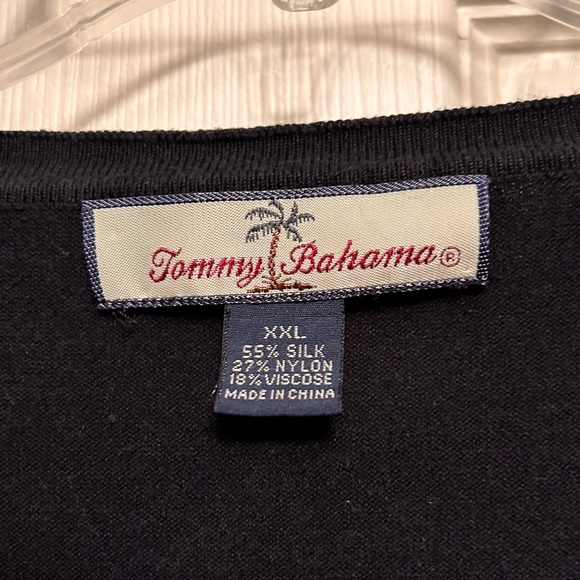 Tommy Bahama®
XXL
55% SILK
27% NYLON
18% VISCOSE
MADE IN CHINA